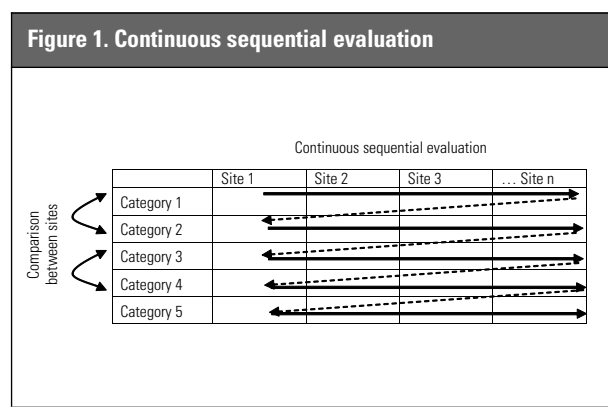 Figure 1. Continuous sequential evaluation
Continuous sequential evaluation
Site 1 Site 2 Site 3 … Site n
Comparison
between sites
Category 1
Category 2
Category 3
Category 4
Category 5